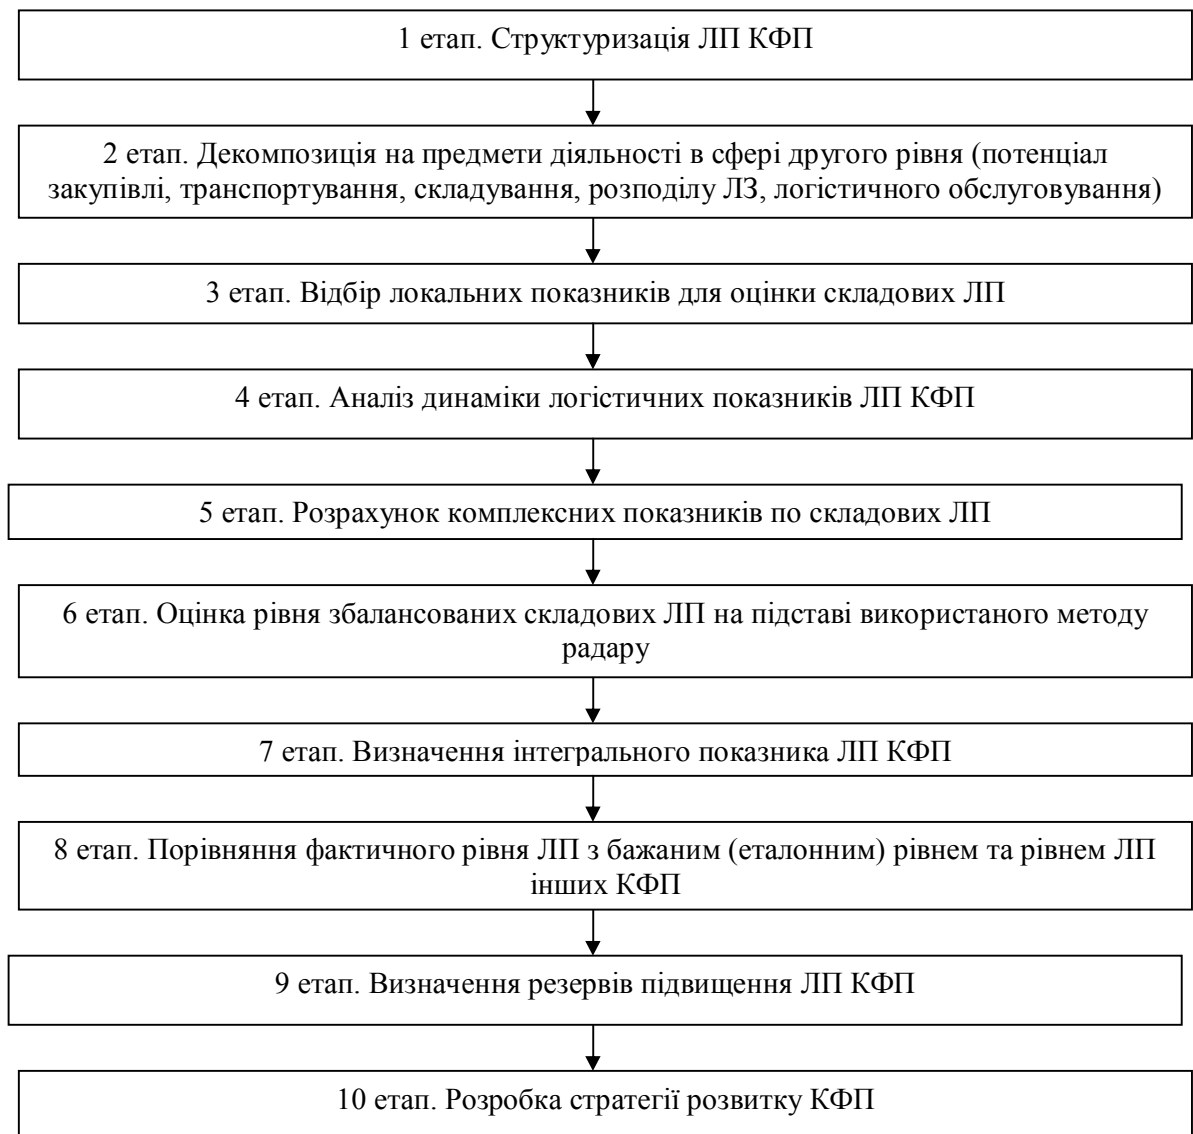 1 етап. Структуризація ЛП КФП
2 етап. Декомпозиція на предмети діяльності в сфері другого рівня (потенціал
закупівлі, транспортування, складування, розподілу ЛЗ, логістичного обслуговування)
3 етап. Відбір локальних показників для оцінки складових ЛП
4 етап. Аналіз динаміки логістичних показників ЛП КФП
5 етап. Розрахунок комплексних показників по складових ЛП
6 етап. Оцінка рівня збалансованих складових ЛП на підставі використаного методу
радару
7 етап. Визначення інтегрального показника ЛП КФП
8 етап. Порівняння фактичного рівня ЛП з бажаним (еталонним) рівнем та рівнем ЛП
інших КФП
9 етап. Визначення резервів підвищення ЛП КФП
10 етап. Розробка стратегії розвитку КФП